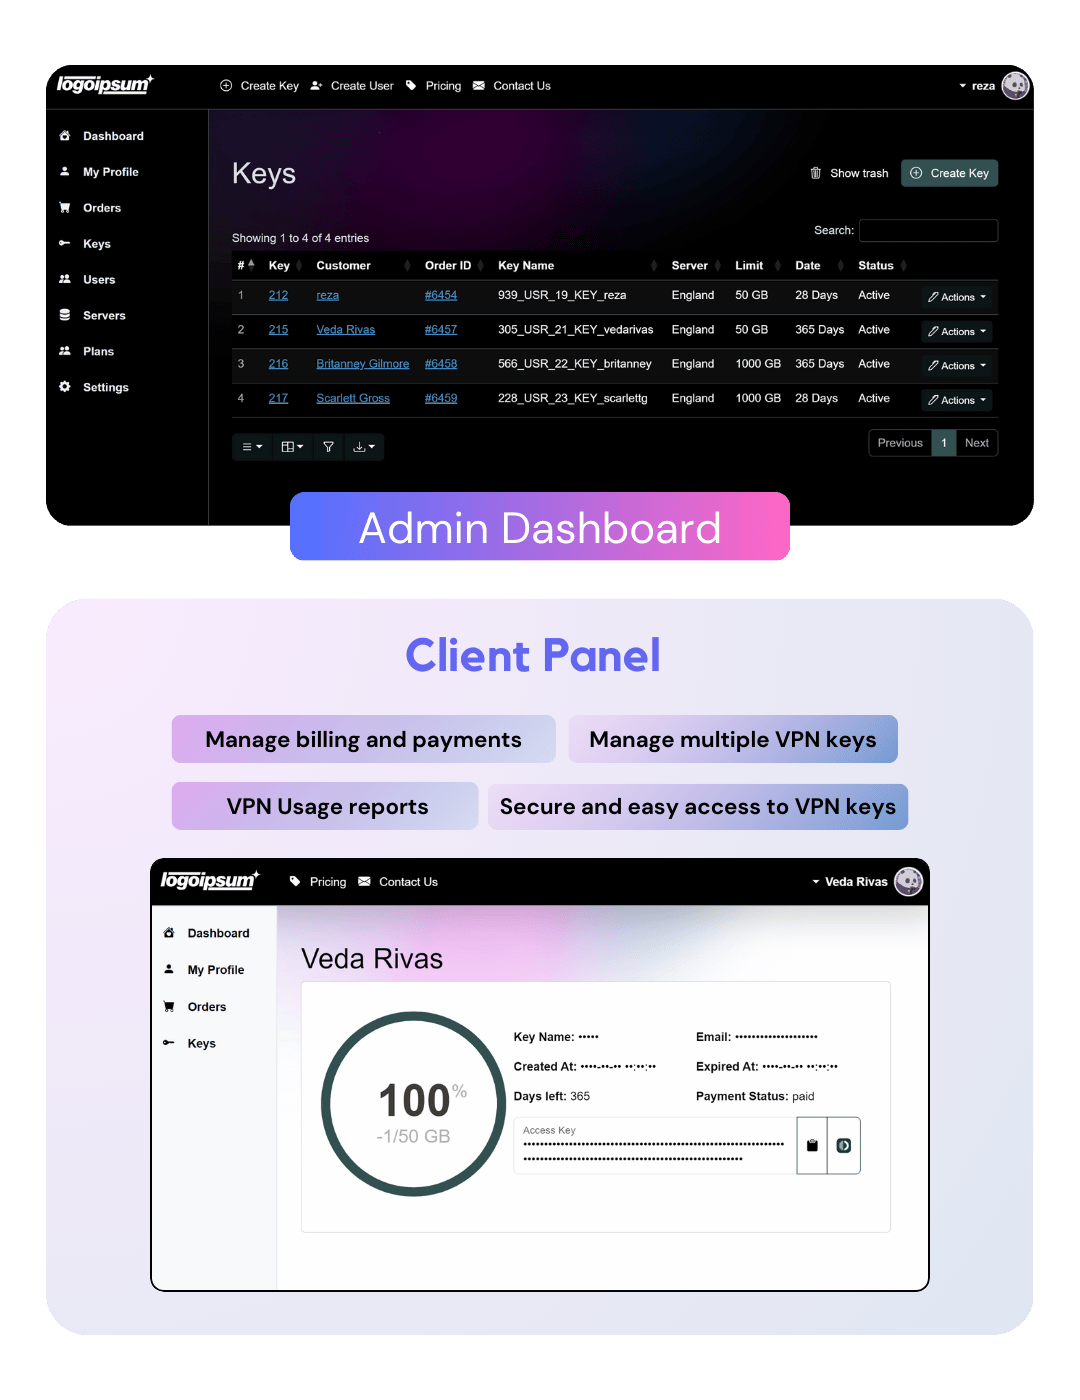 logoipsum
Create Key Create User Pricing Contact Us
reza
Dashboard
My Profile
Orders
Keys
Users
Servers
Plans
Settings
Keys
Show trash
Create Key
Search:
Showing 1 to 4 of 4 entries
# Key Customer Order ID Key Name Server Limit Date Status
1 212 reza #6454 939_USR_19_KEY_reza England 50 GB 28 Days Active Actions
2 215 Veda Rivas #6457 305_USR_21_KEY_vedarivas England 50 GB 365 Days Active Actions
3 216 Britanney Gilmore #6458 566_USR_22_KEY_britanney England 1000 GB 365 Days Active Actions
4 217 Scarlett Gross #6459 228_USR_23_KEY_scarlettg England 1000 GB 28 Days Active Actions
Previous 1 Next
Admin Dashboard
Client Panel
Manage billing and payments
Manage multiple VPN keys
VPN Usage reports
Secure and easy access to VPN keys
logoipsum
Pricing Contact Us
Veda Rivas
Dashboard
My Profile
Orders
Keys
Veda Rivas
100%
-1/50 GB
Key Name: •••••
Email: ••••••••••••••••••••
Created At: ••••-••-•• ••:••:••
Expired At: ••••-••-•• ••:••:••
Days left: 365
Payment Status: paid
Access Key